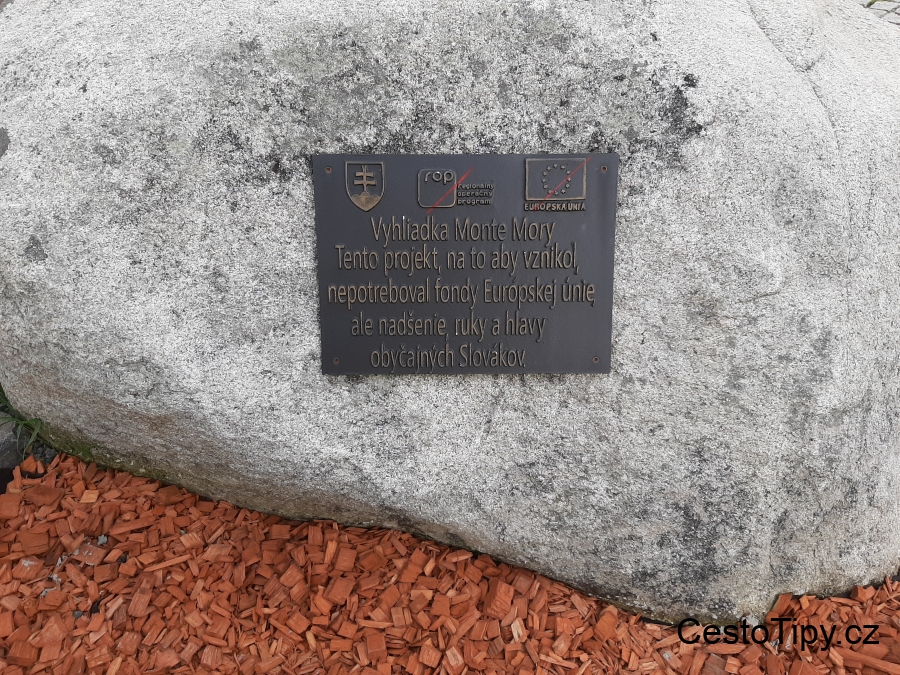 rop
regionálny
operačný
program
EURÓPSKA ÚNIA
Vyhliadka Monte Mory
Tento projekt, na to aby vznikol,
nepotreboval fondy Európskej únie,
ale nadšenie, ruky a hlavy
obyčajných Slovákov.
CestoTipy.cz